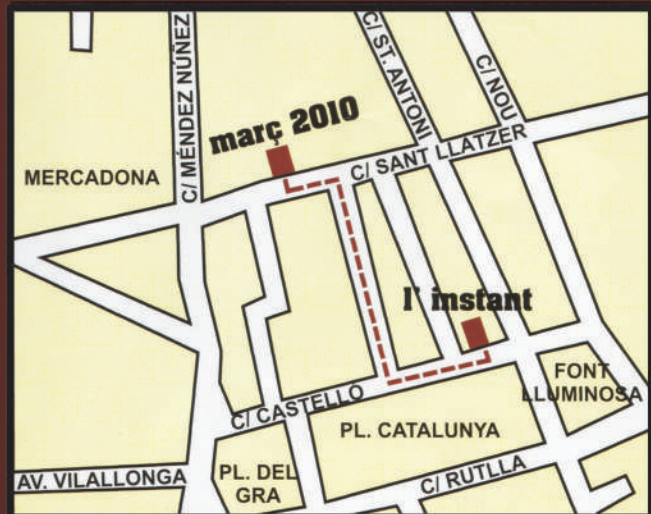 C/ MÉNDEZ NÚÑEZ
C/ ST. ANTONI
C/ NOU
març 2010
C/ SANT LLATZER
MERCADONA
l' instant
FONT
LLUMINOSA
C/ CASTELLO
PL. CATALUNYA
AV. VILALLONGA
PL. DEL
GRA
C/ RUTLLA